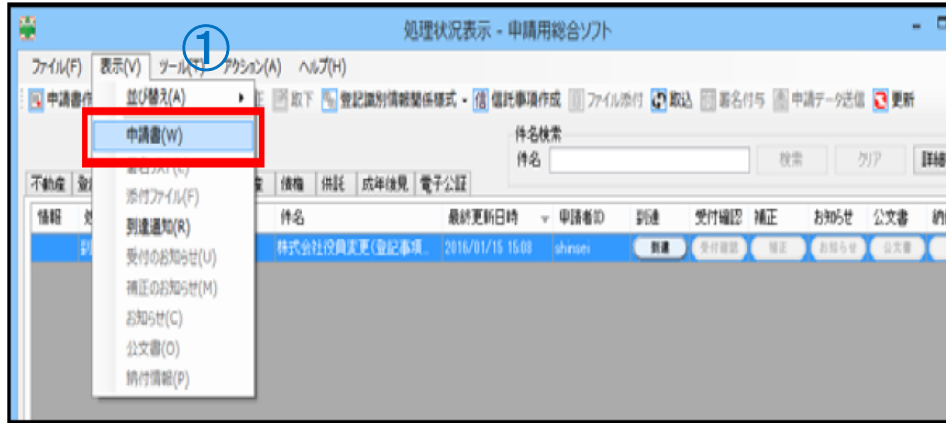 処理状況表示 - 申請用総合ソフト
①
ファイル(F) 表示(V) ツール(T) アクション(A) ヘルプ(H)
申請書作 取下 登記識別情報関係様式 信 信託事項作成 ファイル添付 取込 署名付与 申請データ送信 更新
並び替え(A)
申請書(W)
添付ファイル(F)
到達通知(R)
受付のお知らせ(U)
補正のお知らせ(M)
お知らせ(C)
公文書(O)
納付情報(P)
件名検索
件名 検索 クリア 詳細
不動産 債権 供託 成年後見 電子公証
情報 件名 最終更新日時 申請者ID 到達 受付確認 補正 お知らせ 公文書 納
株式会社役員変更(登記事項... 2016/01/15 15:08 shinsei 到達 受付確認 補正 お知らせ 公文書